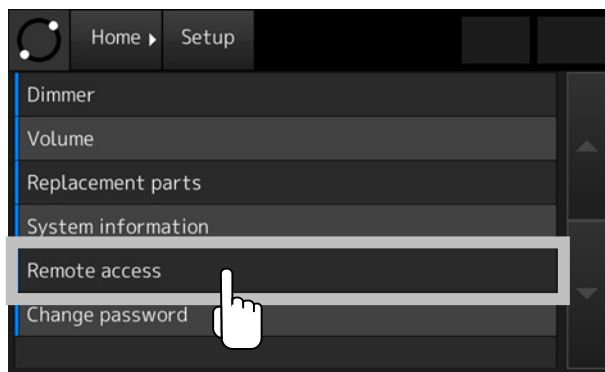 Home Setup
Dimmer
Volume
Replacement parts
System information
Remote access
Change password